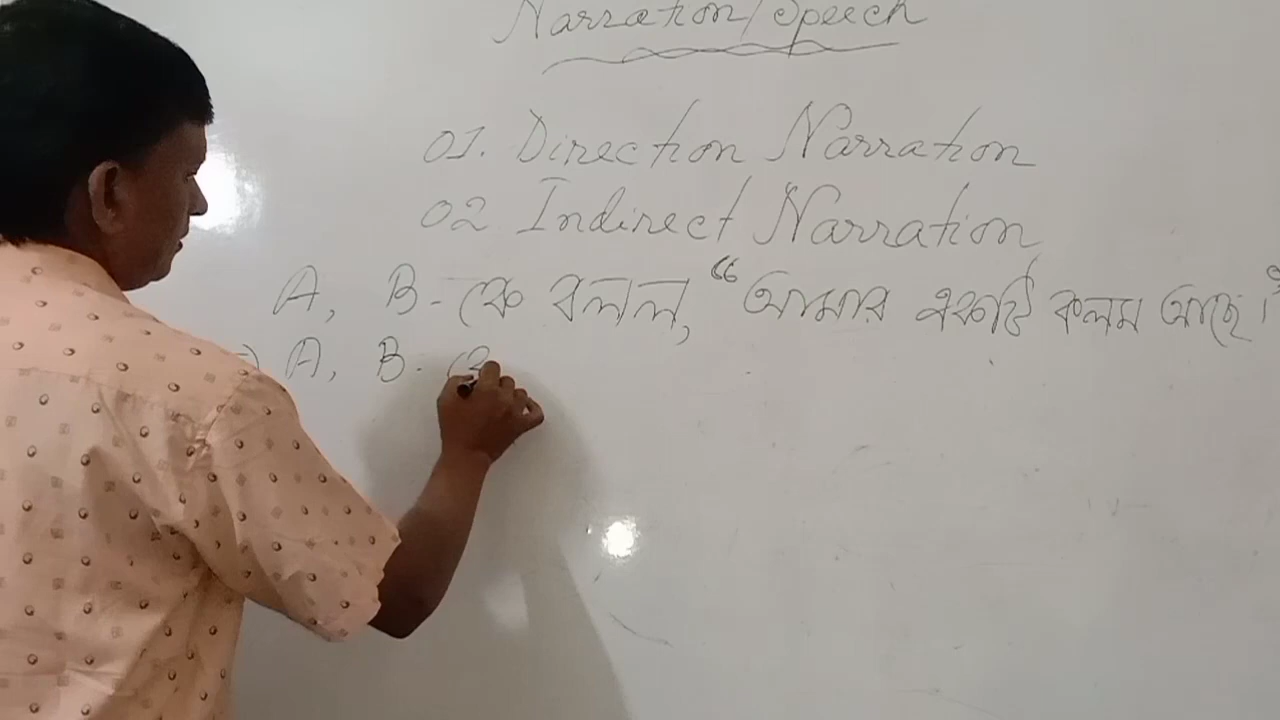 Narration/Speech
01. Direction Narration
02 Indirect Narration
A, B-কে বলল, “আমার একটি কলম আছে।”
A, B-